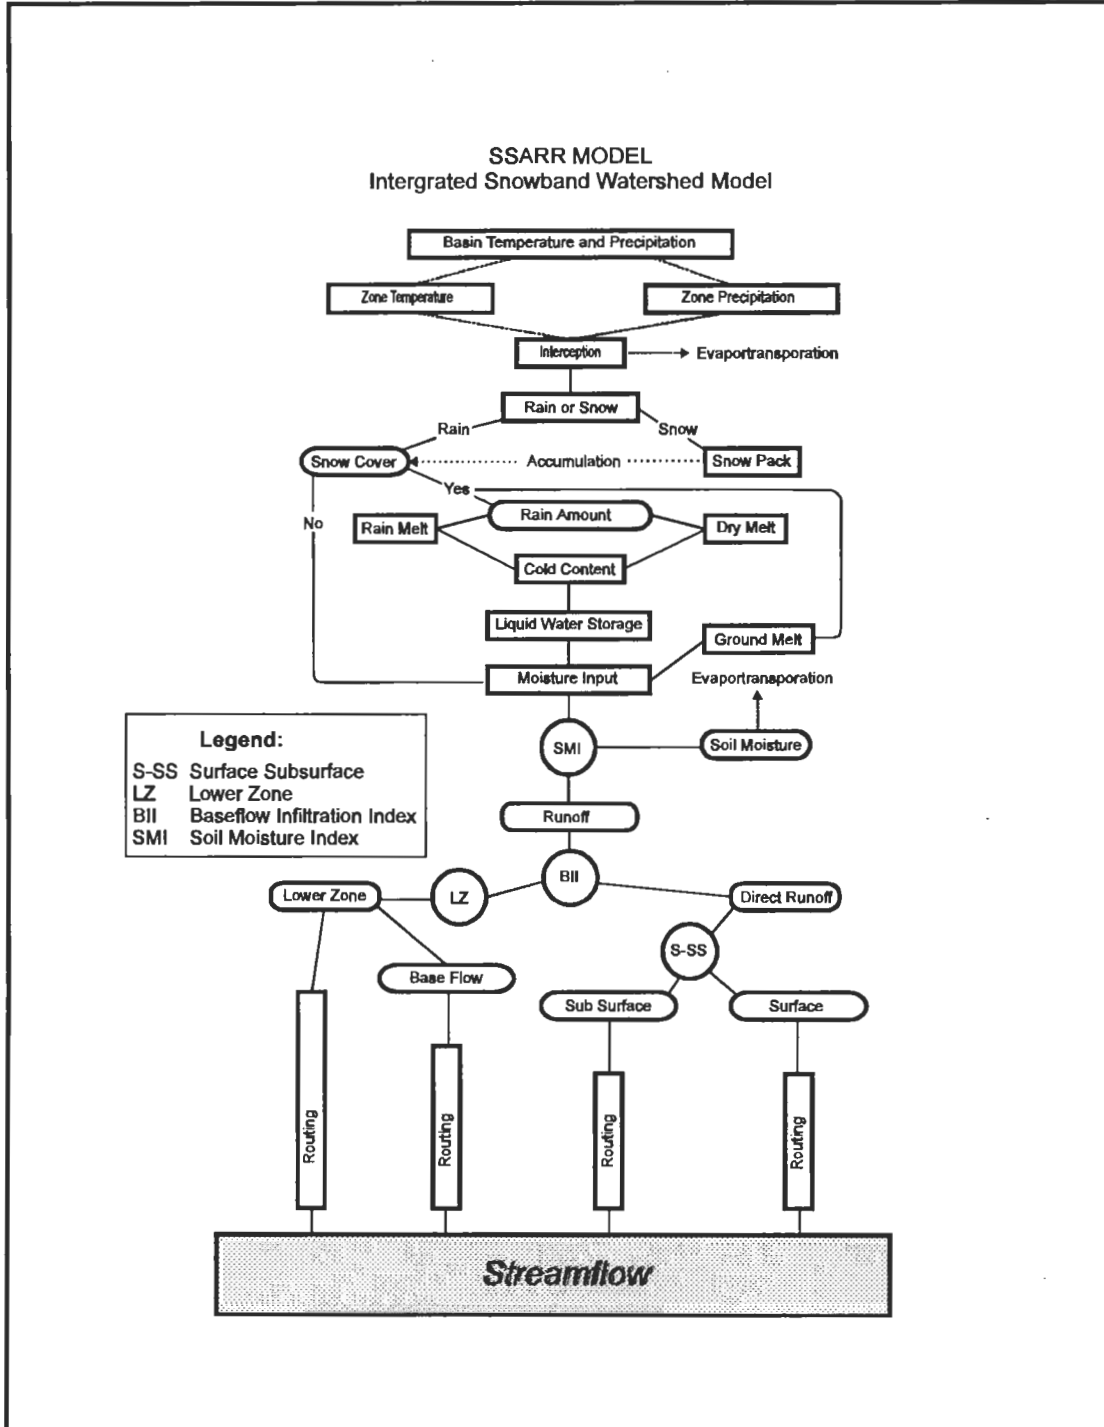 SSARR MODEL
Intergrated Snowband Watershed Model
Basin Temperature and Precipitation
Zone Temperature
Zone Precipitation
Interception
Evaportransporation
Rain or Snow
Rain
Snow
Snow Cover
Accumulation
Snow Pack
Yes
No
Rain Amount
Rain Melt
Dry Melt
Cold Content
Liquid Water Storage
Ground Melt
Moisture Input
Evaportransporation
SMI
Soil Moisture
Legend:
S-SS Surface Subsurface
LZ Lower Zone
BII Baseflow Infiltration Index
SMI Soil Moisture Index
Runoff
BII
Lower Zone
LZ
Direct Runoff
S-SS
Base Flow
Sub Surface
Surface
Routing
Routing
Routing
Routing
Streamflow